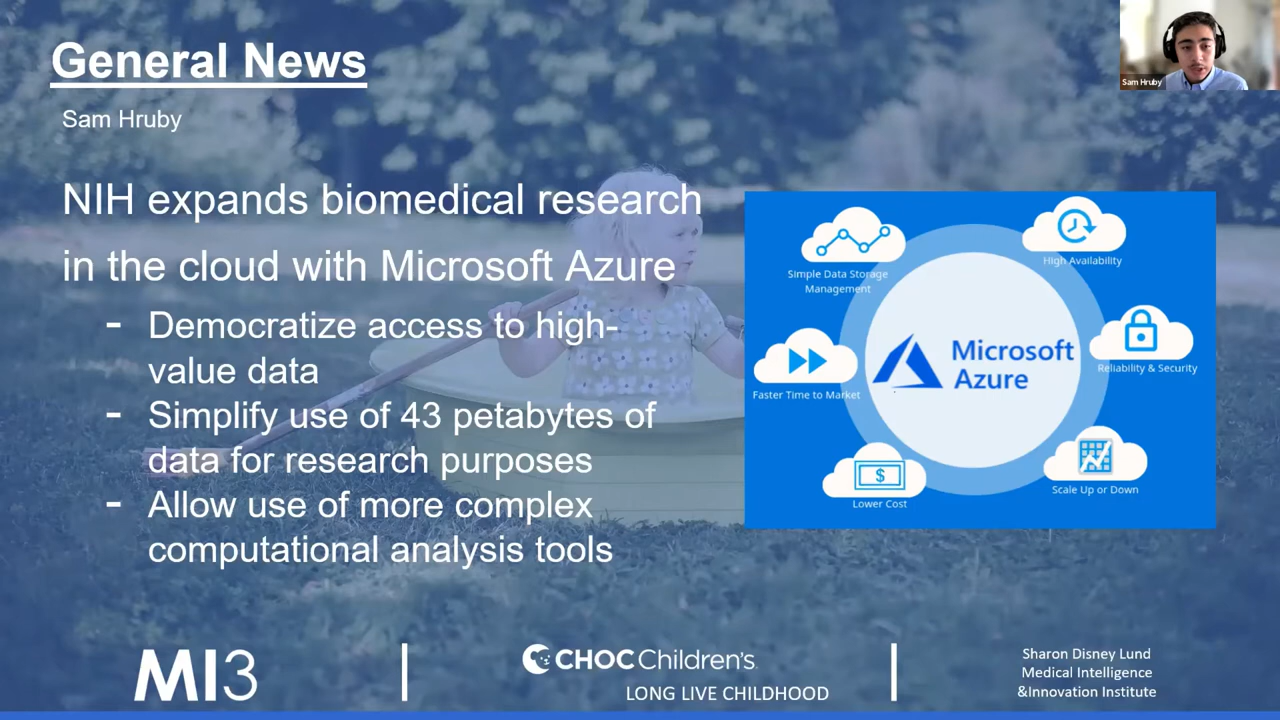 General News
Sam Hruby
Sam Hruby
NIH expands biomedical research
in the cloud with Microsoft Azure
- Democratize access to high-
value data
- Simplify use of 43 petabytes of
data for research purposes
- Allow use of more complex
computational analysis tools
Simple Data Storage
Management
High Availability
Faster Time to Market
Microsoft
Azure
Reliability & Security
$
Lower Cost
Scale Up or Down
MI3
CHOC Children's.
LONG LIVE CHILDHOOD
Sharon Disney Lund
Medical Intelligence
&Innovation Institute